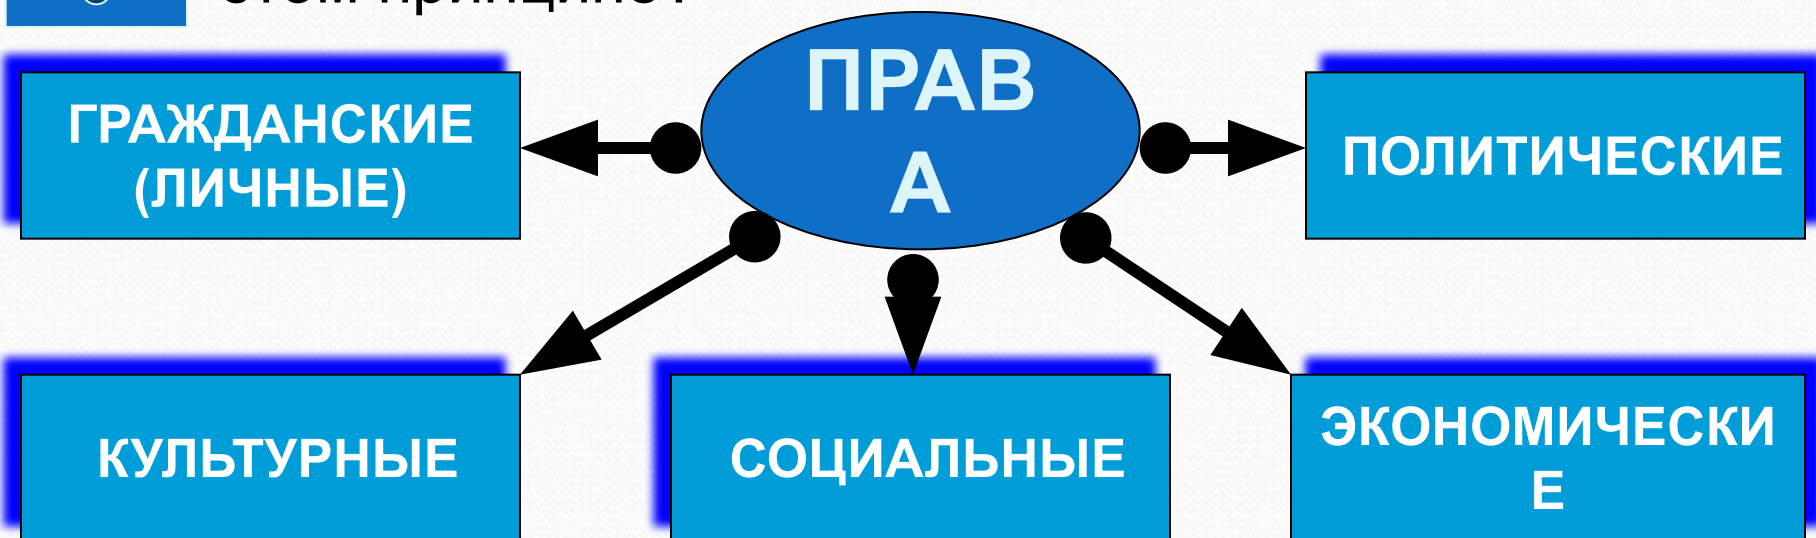 ПРАВ
А
ГРАЖДАНСКИЕ
(ЛИЧНЫЕ)
ПОЛИТИЧЕСКИЕ
КУЛЬТУРНЫЕ
СОЦИАЛЬНЫЕ
ЭКОНОМИЧЕСКИ
Е